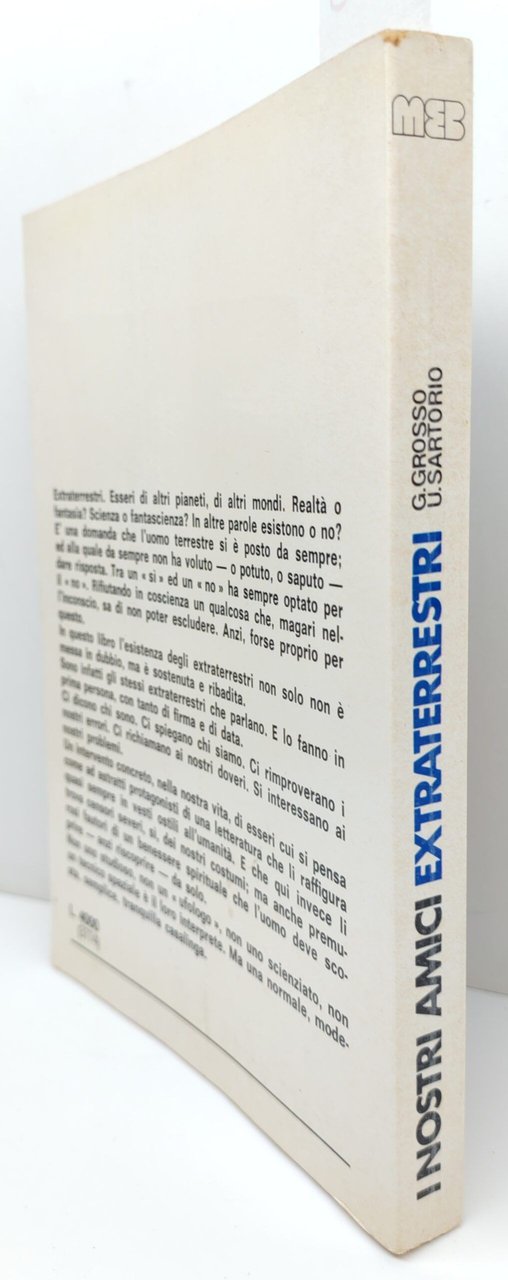 MEB
G. GROSSO
U. SARTORIO
I NOSTRI AMICI EXTRATERRESTRI
Extraterrestri. Esseri di altri pianeti, di altri mondi. Realtà o
fantasia? Scienza o fantascienza? In altre parole esistono o no?
E' una domanda che l'uomo terrestre si è posto da sempre;
ed alla quale da sempre non ha voluto — o potuto, o saputo —
dare risposta. Tra un « si » ed un « no » ha sempre optato per
il « no ». Rifiutando in coscienza un qualcosa che, magari nel-
l'inconscio, sa di non poter escludere. Anzi, forse proprio per
questo.
In questo libro l'esistenza degli extraterrestri non solo non è
messa in dubbio, ma è sostenuta e ribadita.
Sono infatti gli stessi extraterrestri che parlano. E lo fanno in
prima persona, con tanto di firma e di data.
Ci dicono chi sono. Ci spiegano chi siamo. Ci rimproverano i
nostri errori. Ci richiamano ai nostri doveri. Si interessano ai
nostri problemi.
Un intervento concreto, nella nostra vita, di esseri cui si pensa
come ad astratti protagonisti di una letteratura che li raffigura
quasi sempre in vesti ostili all'umanità. E che qui invece li
trova censori severi, sì, dei nostri costumi; ma anche premu-
rosi fautori di un benessere spirituale che l'uomo deve sco-
prire — anzi riscoprire — da solo.
Non uno studioso, non un « ufologo », non uno scienziato, non
un tecnico spaziale è il loro interprete. Ma una normale, mode-
sta, semplice, tranquilla casalinga.
L. 4000